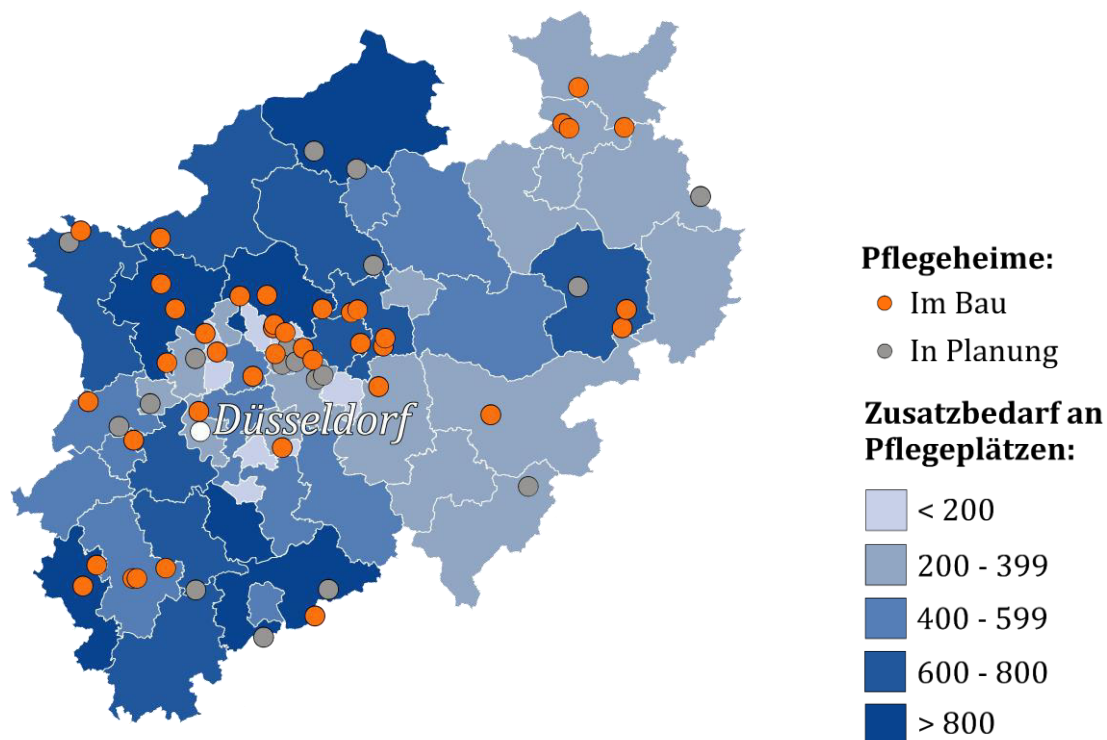 Düsseldorf
Pflegeheime:
Im Bau
In Planung
Zusatzbedarf an
Pflegeplätzen:
< 200
200 - 399
400 - 599
600 - 800
> 800